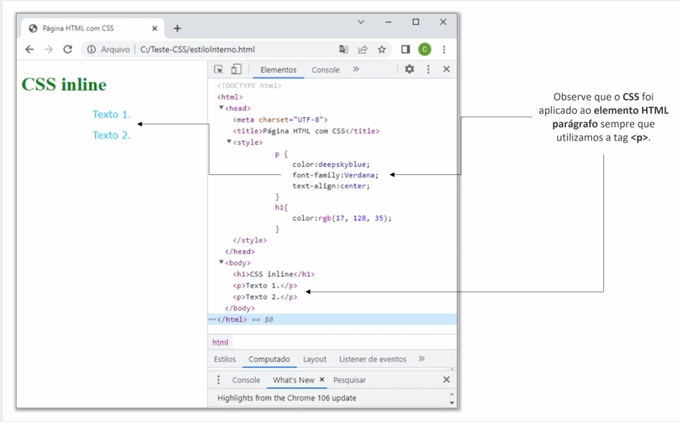 Página HTML com CSS
Arquivo | C:/Teste-CSS/estiloInterno.html
C
CSS inline
Texto 1.
Texto 2.
Elementos Console »
<!DOCTYPE html>
<html>
<head>
<meta charset="UTF-8">
<title>Página HTML com CSS</title>
<style>
p {
color:deepskyblue;
font-family:Verdana;
text-align:center;
}
h1{
color:rgb(17, 128, 35);
}
</style>
</head>
<body>
<h1>CSS inline</h1>
<p>Texto 1.</p>
<p>Texto 2.</p>
</body>
</html> == $0
html
Estilos Computado Layout Listener de eventos »
Console What's New × Pesquisar
Highlights from the Chrome 106 update
Observe que o CSS foi
aplicado ao elemento HTML
parágrafo sempre que
utilizamos a tag <p>.